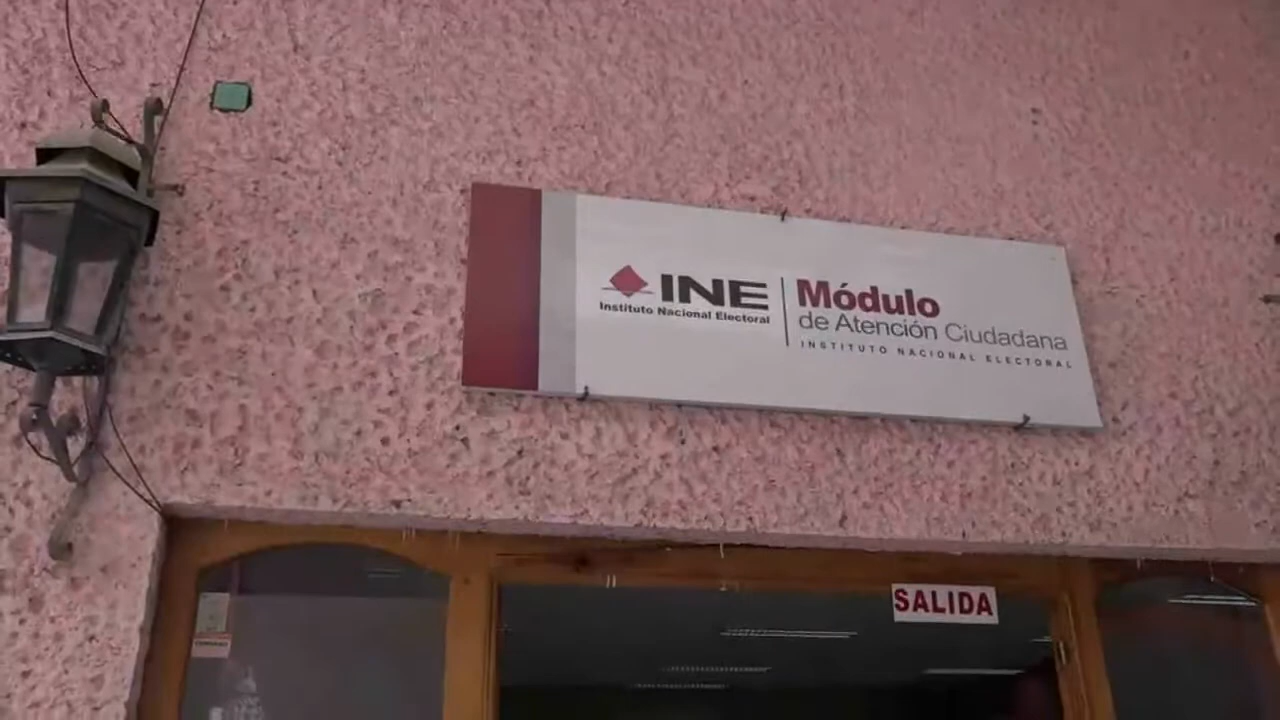 INE
Instituto Nacional Electoral
Módulo
de Atención Ciudadana
INSTITUTO NACIONAL ELECTORAL
SALIDA